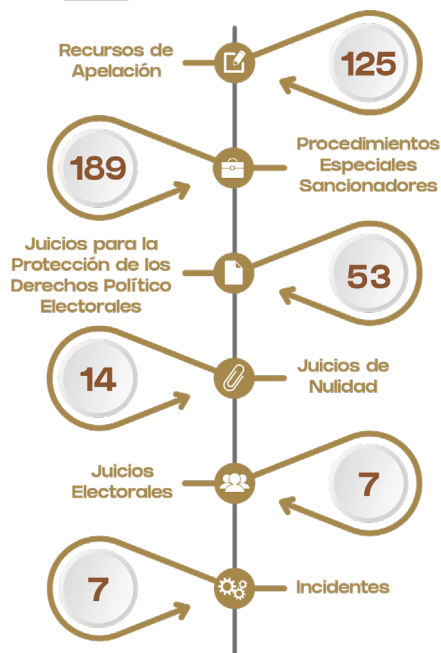 Recursos de
Apelación
125
189
Procedimientos
Especiales
Sancionadores
Juicios para la
Protección de los
Derechos Político
Electorales
53
14
Juicios de
Nulidad
Juicios
Electorales
7
7
Incidentes